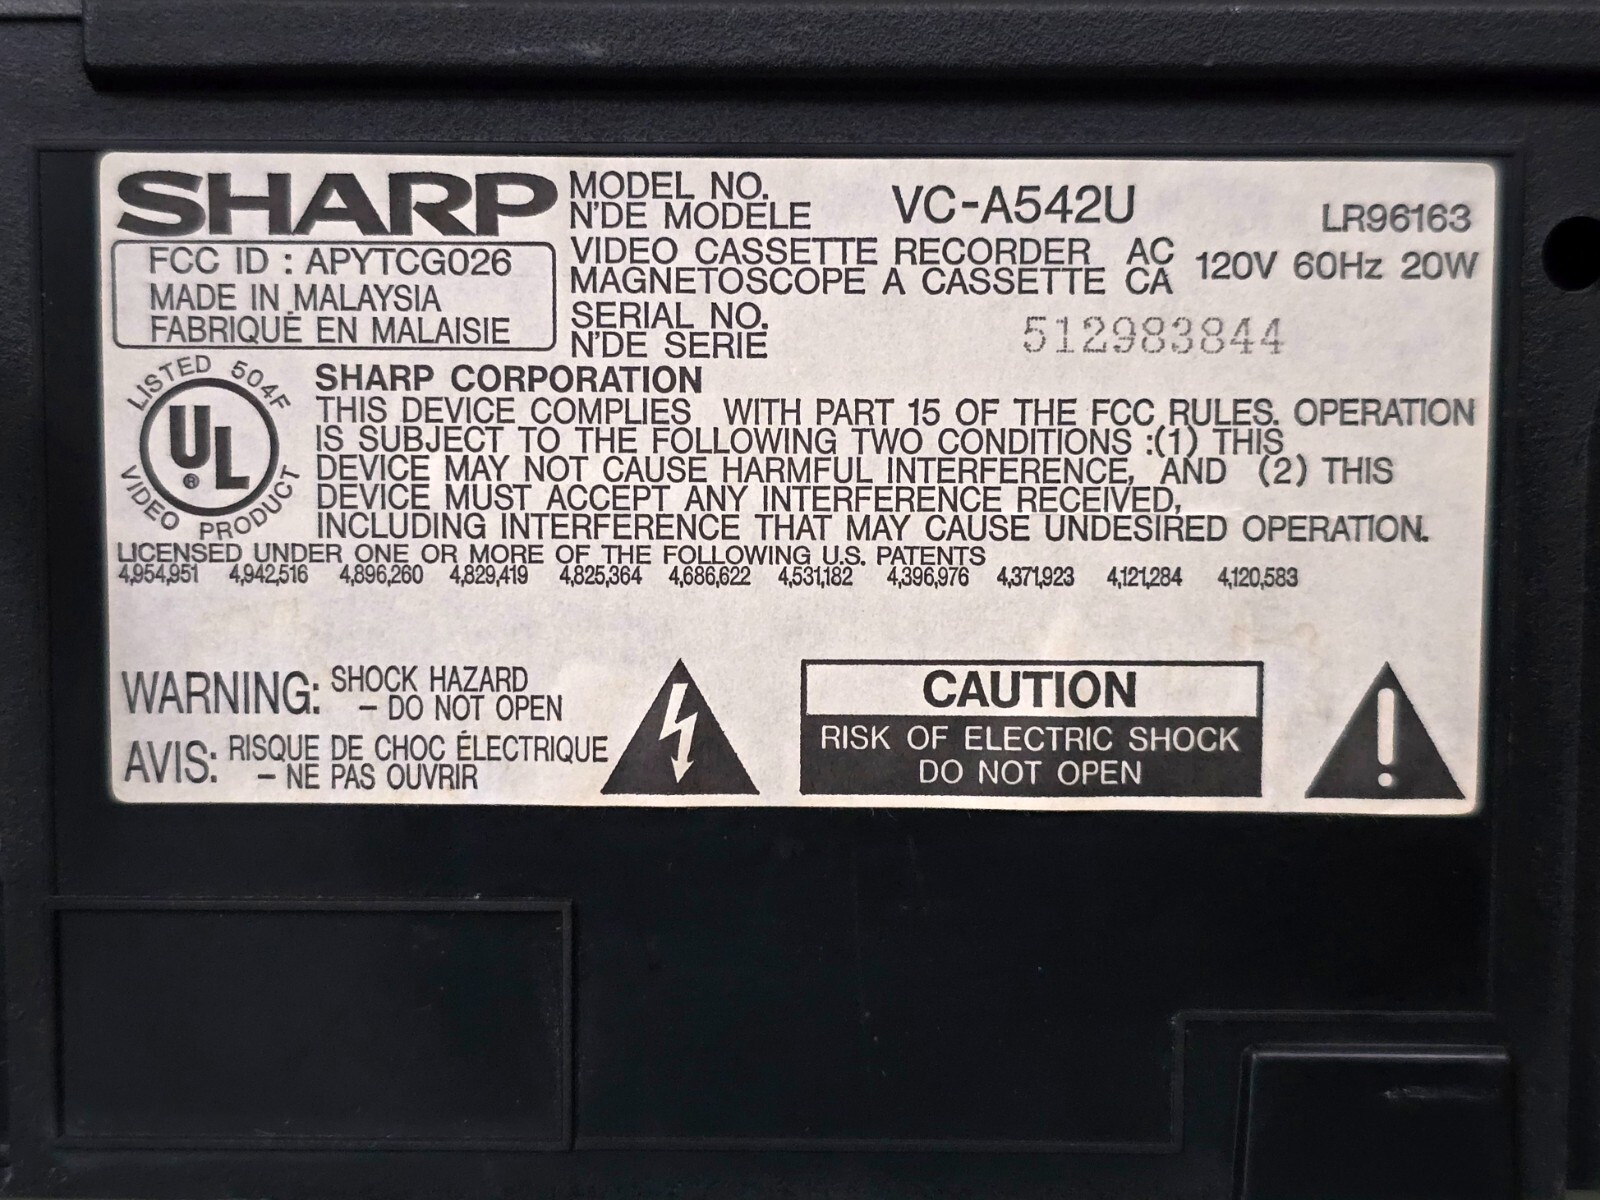 SHARP
MODEL NO.
N'DE MODÈLE
VC-A542U
LR96163
FCC ID : APYTCG026
MADE IN MALAYSIA
FABRIQUÉ EN MALAISIE
VIDEO CASSETTE RECORDER AC
MAGNETOSCOPE A CASSETTE CA
120V 60Hz 20W
SERIAL NO.
N'DE SERIE
512983844
LISTED 504F
UL
®
VIDEO PRODUCT
SHARP CORPORATION
THIS DEVICE COMPLIES WITH PART 15 OF THE FCC RULES. OPERATION
IS SUBJECT TO THE FOLLOWING TWO CONDITIONS :(1) THIS
DEVICE MAY NOT CAUSE HARMFUL INTERFERENCE, AND (2) THIS
DEVICE MUST ACCEPT ANY INTERFERENCE RECEIVED,
INCLUDING INTERFERENCE THAT MAY CAUSE UNDESIRED OPERATION.
LICENSED UNDER ONE OR MORE OF THE FOLLOWING U.S. PATENTS
4,954,951 4,942,516 4,896,260 4,829,419 4,825,364 4,686,622 4,531,182 4,396,976 4,371,923 4,121,284 4,120,583
WARNING: SHOCK HAZARD
– DO NOT OPEN
AVIS: RISQUE DE CHOC ÉLECTRIQUE
– NE PAS OUVRIR
CAUTION
RISK OF ELECTRIC SHOCK
DO NOT OPEN
!